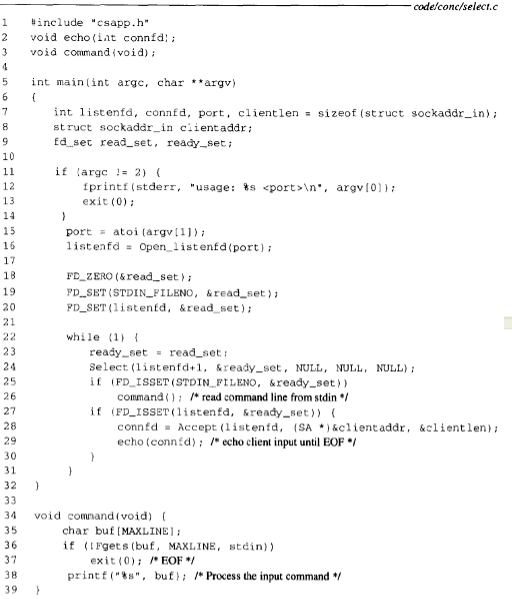 code/conc/select.c
1 #include "csapp.h"
2 void echo(int connfd);
3 void command(void);
4
5 int main(int argc, char **argv)
6 {
7 int listenfd, connfd, port, clientlen = sizeof(struct sockaddr_in);
8 struct sockaddr_in clientaddr;
9 fd_set read_set, ready_set;
10
11 if (argc != 2) {
12 fprintf(stderr, "usage: %s <port>\n", argv[0]);
13 exit(0);
14 }
15 port = atoi(argv[1]);
16 listenfd = Open_listenfd(port);
17
18 FD_ZERO(&read_set);
19 FD_SET(STDIN_FILENO, &read_set);
20 FD_SET(listenfd, &read_set);
21
22 while (1) {
23 ready_set = read_set;
24 Select(listenfd+1, &ready_set, NULL, NULL, NULL);
25 if (FD_ISSET(STDIN_FILENO, &ready_set))
26 command(); /* read command line from stdin */
27 if (FD_ISSET(listenfd, &ready_set)) {
28 connfd = Accept(listenfd, (SA *)&clientaddr, &clientlen);
29 echo(connfd); /* echo client input until EOF */
30 }
31 }
32 }
33
34 void command(void) {
35 char buf[MAXLINE];
36 if (!Fgets(buf, MAXLINE, stdin))
37 exit(0); /* EOF */
38 printf("%s", buf); /* Process the input command */
39 }